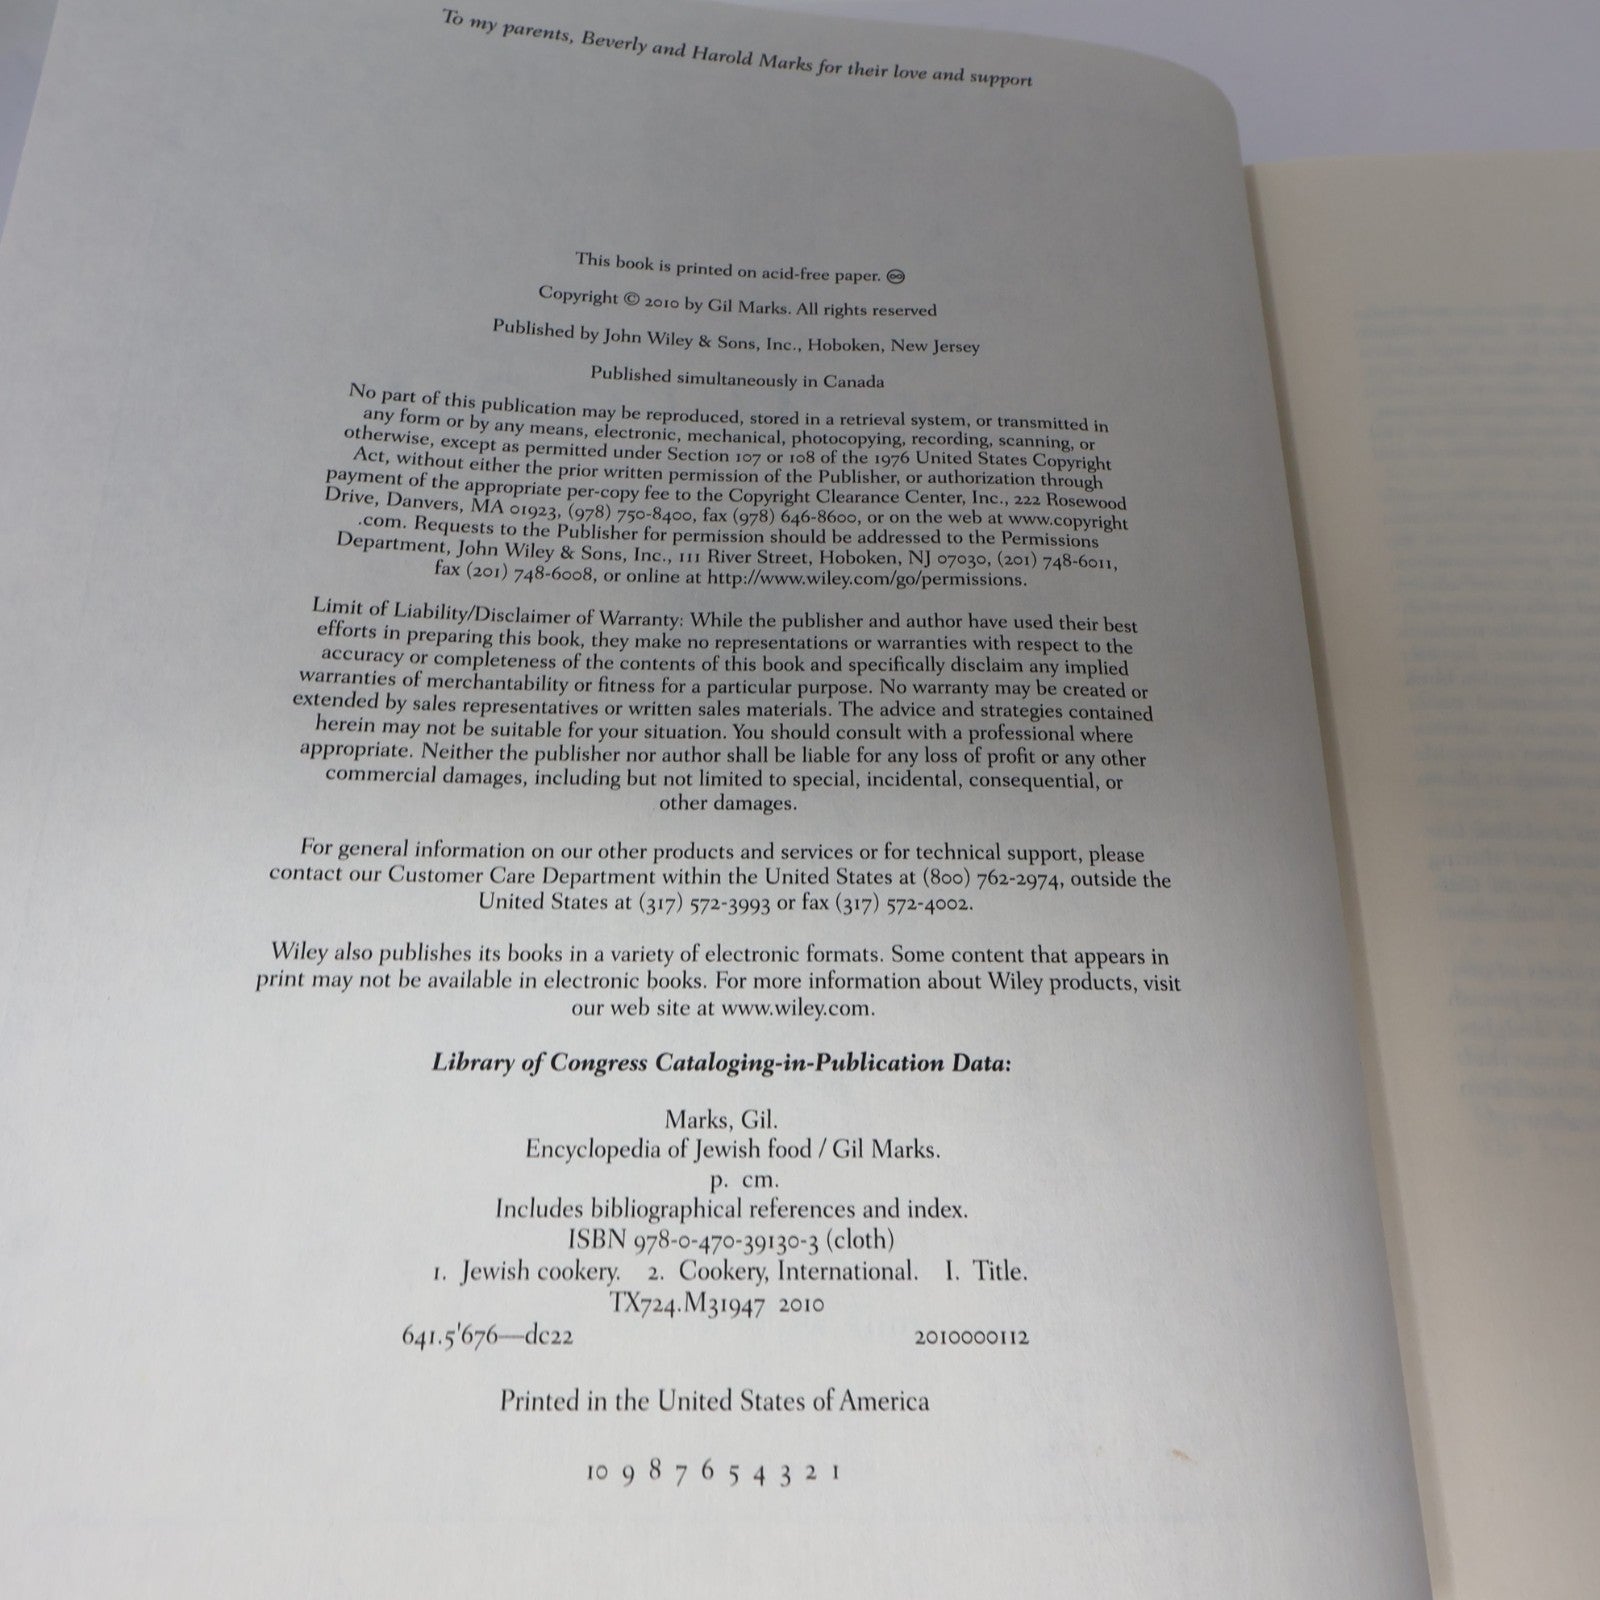 To my parents, Beverly and Harold Marks for their love and support
This book is printed on acid-free paper. ♾
Copyright © 2010 by Gil Marks. All rights reserved
Published by John Wiley & Sons, Inc., Hoboken, New Jersey
Published simultaneously in Canada
No part of this publication may be reproduced, stored in a retrieval system, or transmitted in
any form or by any means, electronic, mechanical, photocopying, recording, scanning, or
otherwise, except as permitted under Section 107 or 108 of the 1976 United States Copyright
Act, without either the prior written permission of the Publisher, or authorization through
payment of the appropriate per-copy fee to the Copyright Clearance Center, Inc., 222 Rosewood
Drive, Danvers, MA 01923, (978) 750-8400, fax (978) 646-8600, or on the web at www.copyright
.com. Requests to the Publisher for permission should be addressed to the Permissions
Department, John Wiley & Sons, Inc., 111 River Street, Hoboken, NJ 07030, (201) 748-6011,
fax (201) 748-6008, or online at http://www.wiley.com/go/permissions.
Limit of Liability/Disclaimer of Warranty: While the publisher and author have used their best
efforts in preparing this book, they make no representations or warranties with respect to the
accuracy or completeness of the contents of this book and specifically disclaim any implied
warranties of merchantability or fitness for a particular purpose. No warranty may be created or
extended by sales representatives or written sales materials. The advice and strategies contained
herein may not be suitable for your situation. You should consult with a professional where
appropriate. Neither the publisher nor author shall be liable for any loss of profit or any other
commercial damages, including but not limited to special, incidental, consequential, or
other damages.
For general information on our other products and services or for technical support, please
contact our Customer Care Department within the United States at (800) 762-2974, outside the
United States at (317) 572-3993 or fax (317) 572-4002.
Wiley also publishes its books in a variety of electronic formats. Some content that appears in
print may not be available in electronic books. For more information about Wiley products, visit
our web site at www.wiley.com.
Library of Congress Cataloging-in-Publication Data:
Marks, Gil.
Encyclopedia of Jewish food / Gil Marks.
p. cm.
Includes bibliographical references and index.
ISBN 978-0-470-39130-3 (cloth)
1. Jewish cookery. 2. Cookery, International. I. Title.
TX724.M31947 2010
641.5'676—dc22 2010000112
Printed in the United States of America
10 9 8 7 6 5 4 3 2 1